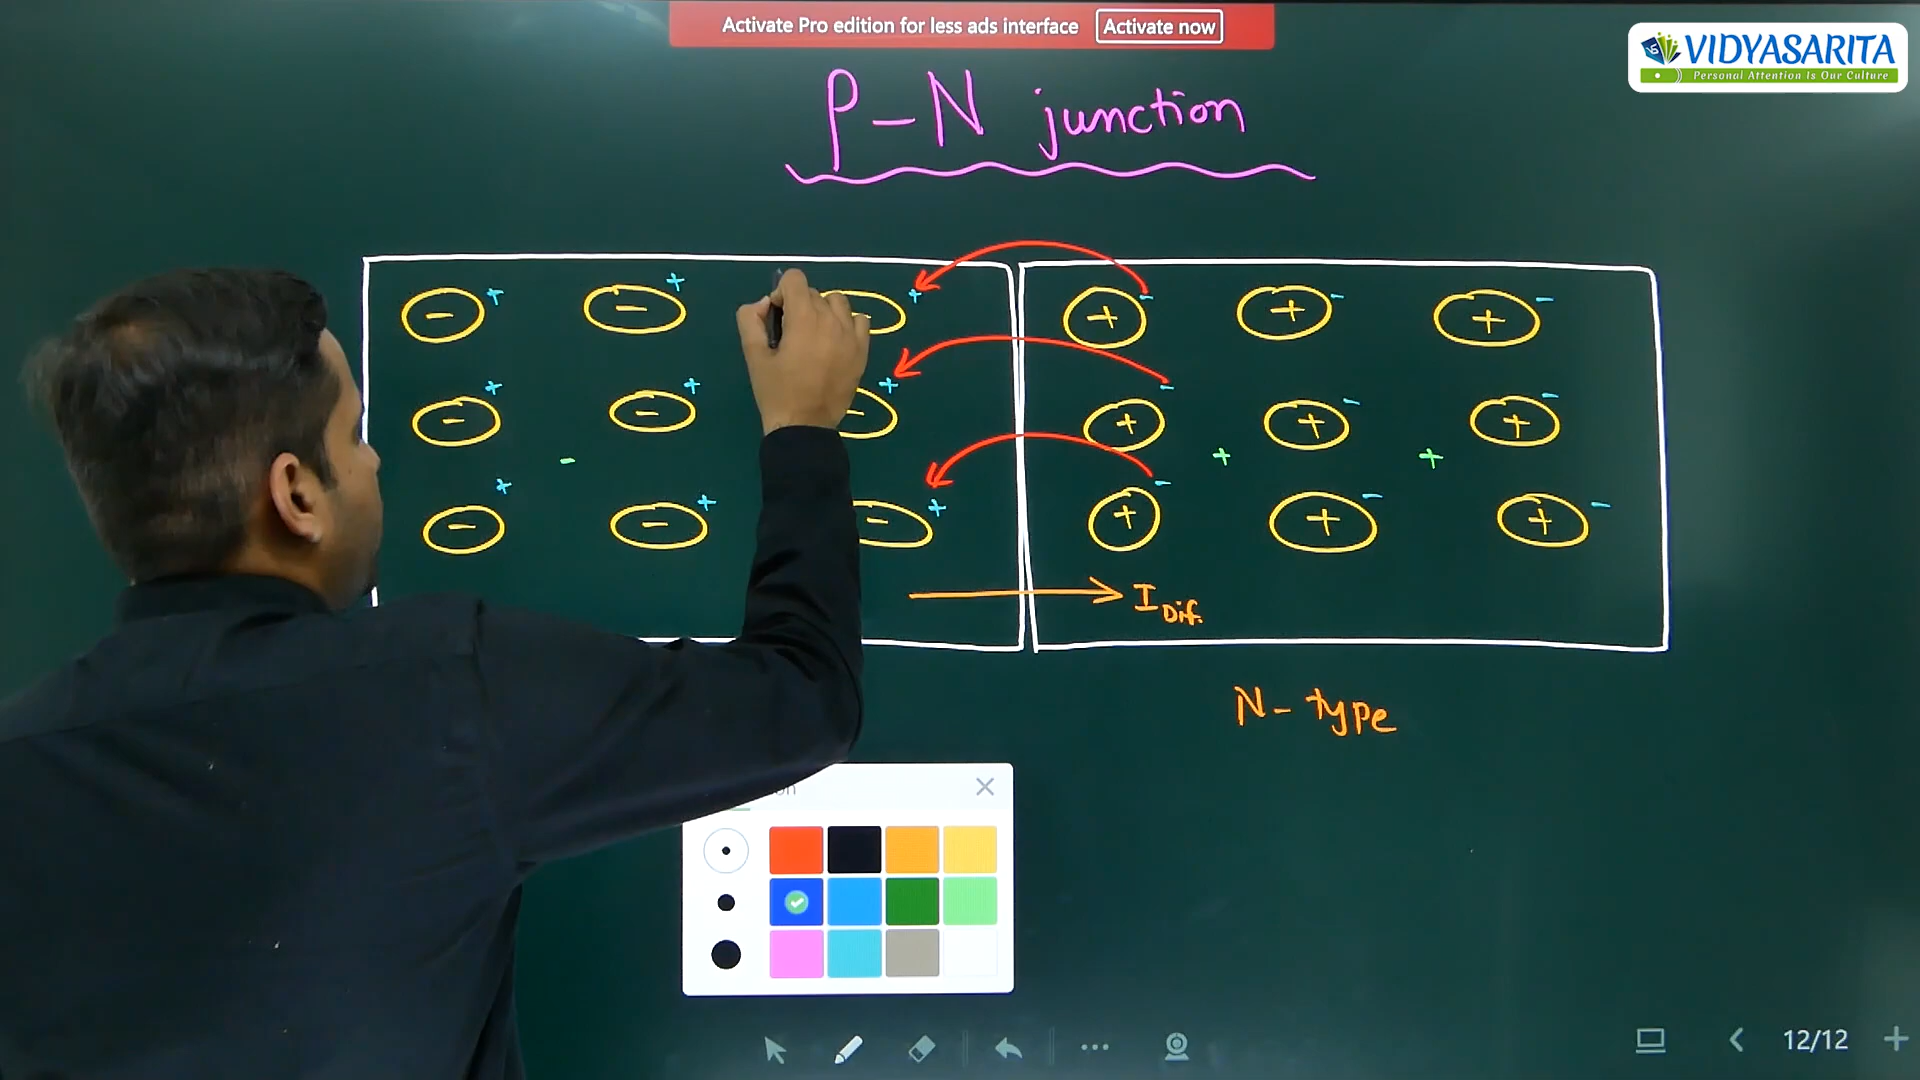 Activate Pro edition for less ads interface Activate now
VIDYASARITA
Personal Attention Is Our Culture
P-N junction
- + - + - + + - + - + -
- + - + - + + - + - + -
- + +
- + - + - + + - + - + -
I Dif.
N-type
12/12